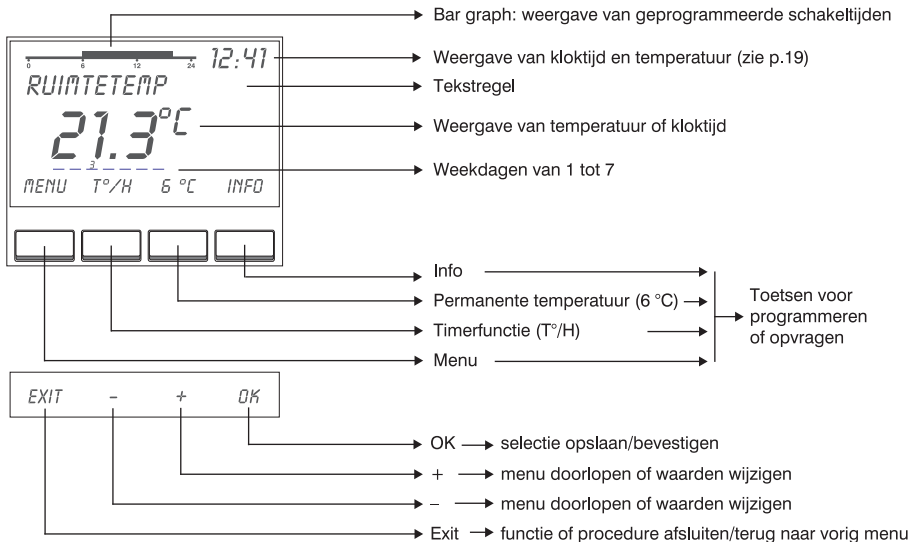 Bar graph: weergave van geprogrammeerde schakeltijden
0 6 12 24 12:41
Weergave van kloktijd en temperatuur (zie p.19)
RUIMTETEMP
Tekstregel
21.3°C
Weergave van temperatuur of kloktijd
3
Weekdagen van 1 tot 7
MENU T°/H 6 °C INFO
Info
Permanente temperatuur (6 °C)
Timerfunctie (T°/H)
Menu
Toetsen voor
programmeren
of opvragen
EXIT - + OK
OK selectie opslaan/bevestigen
+ menu doorlopen of waarden wijzigen
– menu doorlopen of waarden wijzigen
Exit functie of procedure afsluiten/terug naar vorig menu